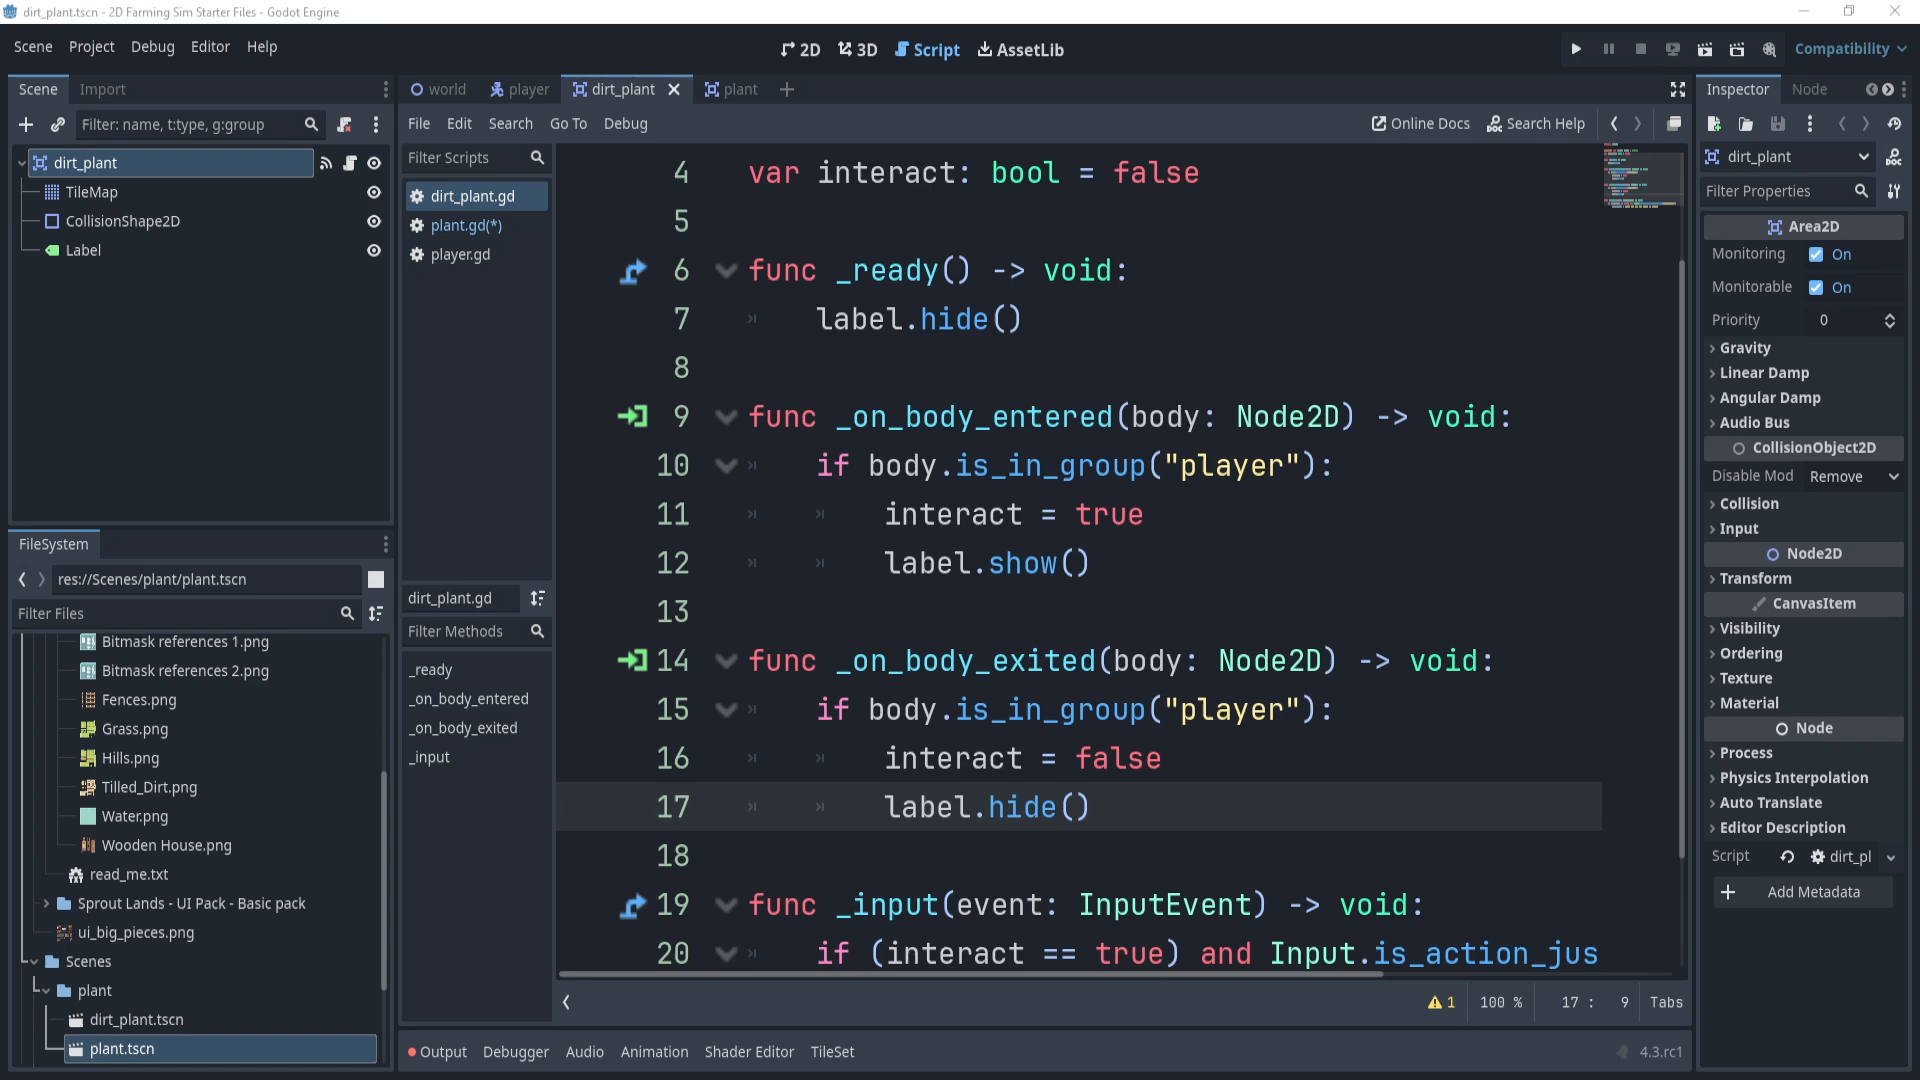 dirt_plant.tscn - 2D Farming Sim Starter Files - Godot Engine
Scene Project Debug Editor Help
2D 3D Script AssetLib
Compatibility
Scene Import
Filter: name, t:type, g:group
dirt_plant
TileMap
CollisionShape2D
Label
FileSystem
res://Scenes/plant/plant.tscn
Filter Files
Bitmask references 1.png
Bitmask references 2.png
Fences.png
Grass.png
Hills.png
Tilled_Dirt.png
Water.png
Wooden House.png
read_me.txt
Sprout Lands - UI Pack - Basic pack
ui_big_pieces.png
Scenes
plant
dirt_plant.tscn
plant.tscn
world player dirt_plant plant
File Edit Search Go To Debug
Online Docs Search Help
Filter Scripts
dirt_plant.gd
plant.gd(*)
player.gd
dirt_plant.gd
Filter Methods
_ready
_on_body_entered
_on_body_exited
_input
4 var interact: bool = false
5
6 func _ready() -> void:
7 label.hide()
8
9 func _on_body_entered(body: Node2D) -> void:
10 if body.is_in_group("player"):
11 interact = true
12 label.show()
13
14 func _on_body_exited(body: Node2D) -> void:
15 if body.is_in_group("player"):
16 interact = false
17 label.hide()
18
19 func _input(event: InputEvent) -> void:
20 if (interact == true) and Input.is_action_jus
1 100 % 17 : 9 Tabs
Output Debugger Audio Animation Shader Editor TileSet
4.3.rc1
Inspector Node
dirt_plant
Filter Properties
Area2D
Monitoring On
Monitorable On
Priority 0
Gravity
Linear Damp
Angular Damp
Audio Bus
CollisionObject2D
Disable Mod Remove
Collision
Input
Node2D
Transform
CanvasItem
Visibility
Ordering
Texture
Material
Node
Process
Physics Interpolation
Auto Translate
Editor Description
Script dirt_pl
Add Metadata